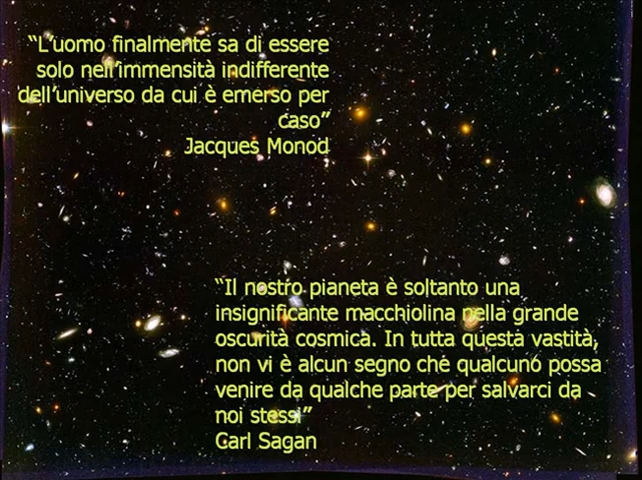 “L’uomo finalmente sa di essere
solo nell’immensità indifferente
dell’universo da cui è emerso per
caso”
Jacques Monod
“Il nostro pianeta è soltanto una
insignificante macchiolina nella grande
oscurità cosmica. In tutta questa vastità,
non vi è alcun segno che qualcuno possa
venire da qualche parte per salvarci da
noi stessi”
Carl Sagan